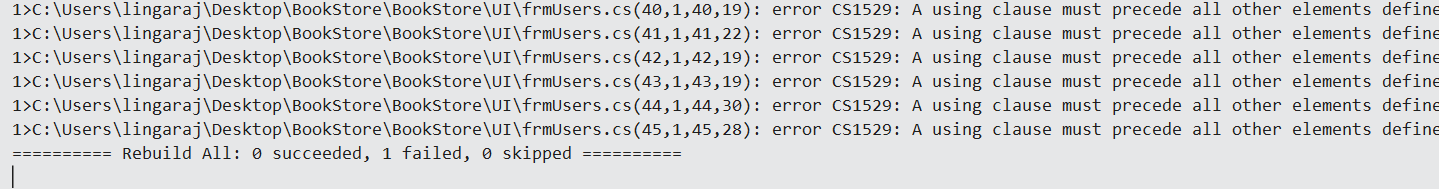 1>C:\Users\lingaraj\Desktop\BookStore\BookStore\UI\frmUsers.cs(40,1,40,19): error CS1529: A using clause must precede all other elements define
1>C:\Users\lingaraj\Desktop\BookStore\BookStore\UI\frmUsers.cs(41,1,41,22): error CS1529: A using clause must precede all other elements define
1>C:\Users\lingaraj\Desktop\BookStore\BookStore\UI\frmUsers.cs(42,1,42,19): error CS1529: A using clause must precede all other elements define
1>C:\Users\lingaraj\Desktop\BookStore\BookStore\UI\frmUsers.cs(43,1,43,19): error CS1529: A using clause must precede all other elements define
1>C:\Users\lingaraj\Desktop\BookStore\BookStore\UI\frmUsers.cs(44,1,44,30): error CS1529: A using clause must precede all other elements define
1>C:\Users\lingaraj\Desktop\BookStore\BookStore\UI\frmUsers.cs(45,1,45,28): error CS1529: A using clause must precede all other elements define
========== Rebuild All: 0 succeeded, 1 failed, 0 skipped ==========